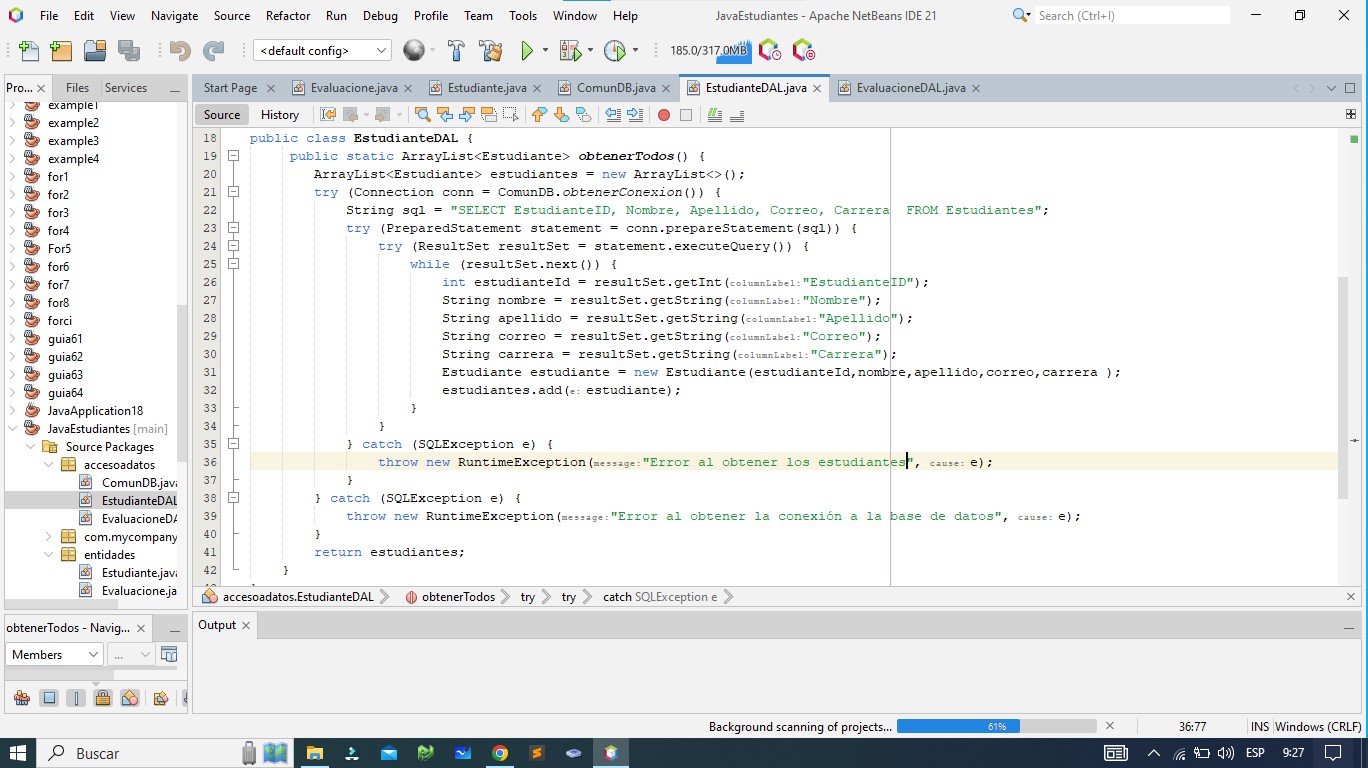 File Edit View Navigate Source Refactor Run Debug Profile Team Tools Window Help
JavaEstudiantes - Apache NetBeans IDE 21
Search (Ctrl+I)
<default config>
185.0/317.0MB
Pro... Files Services
Start Page Evaluacione.java Estudiante.java ComunDB.java EstudianteDAL.java EvaluacioneDAL.java
Source History
example1
example2
example3
example4
for1
for2
for3
for4
For5
for6
for7
for8
forci
guia61
guia62
guia63
guia64
JavaApplication18
JavaEstudiantes [main]
Source Packages
accesoadatos
ComunDB.java
EstudianteDAL
EvaluacioneDA
com.mycompany
entidades
Estudiante.java
Evaluacione.ja
18 public class EstudianteDAL {
19 public static ArrayList<Estudiante> obtenerTodos() {
20 ArrayList<Estudiante> estudiantes = new ArrayList<>();
21 try (Connection conn = ComunDB.obtenerConexion()) {
22 String sql = "SELECT EstudianteID, Nombre, Apellido, Correo, Carrera  FROM Estudiantes";
23 try (PreparedStatement statement = conn.prepareStatement(sql)) {
24 try (ResultSet resultSet = statement.executeQuery()) {
25 while (resultSet.next()) {
26 int estudianteId = resultSet.getInt(columnLabel:"EstudianteID");
27 String nombre = resultSet.getString(columnLabel:"Nombre");
28 String apellido = resultSet.getString(columnLabel:"Apellido");
29 String correo = resultSet.getString(columnLabel:"Correo");
30 String carrera = resultSet.getString(columnLabel:"Carrera");
31 Estudiante estudiante = new Estudiante(estudianteId,nombre,apellido,correo,carrera );
32 estudiantes.add(e: estudiante);
33 }
34 }
35 } catch (SQLException e) {
36 throw new RuntimeException(message:"Error al obtener los estudiantes", cause: e);
37 }
38 } catch (SQLException e) {
39 throw new RuntimeException(message:"Error al obtener la conexión a la base de datos", cause: e);
40 }
41 return estudiantes;
42 }
accesoadatos.EstudianteDAL obtenerTodos try try catch SQLException e
obtenerTodos - Navig...
Members ...
Output
Background scanning of projects... 61% 36:77 INS Windows (CRLF)
Buscar
ESP 9:27